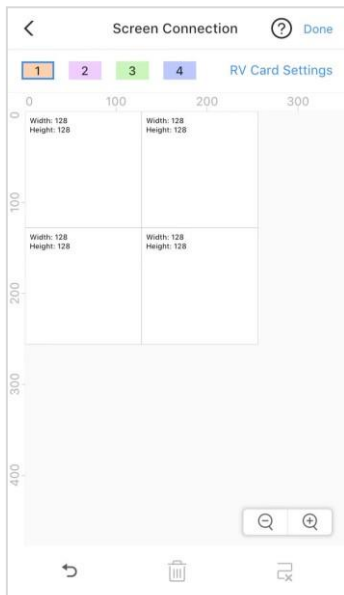 Screen Connection ? Done
1 2 3 4 RV Card Settings
0 100 200 300
0
Width: 128 Width: 128
Height: 128 Height: 128
100
Width: 128 Width: 128
Height: 128 Height: 128
200
300
400